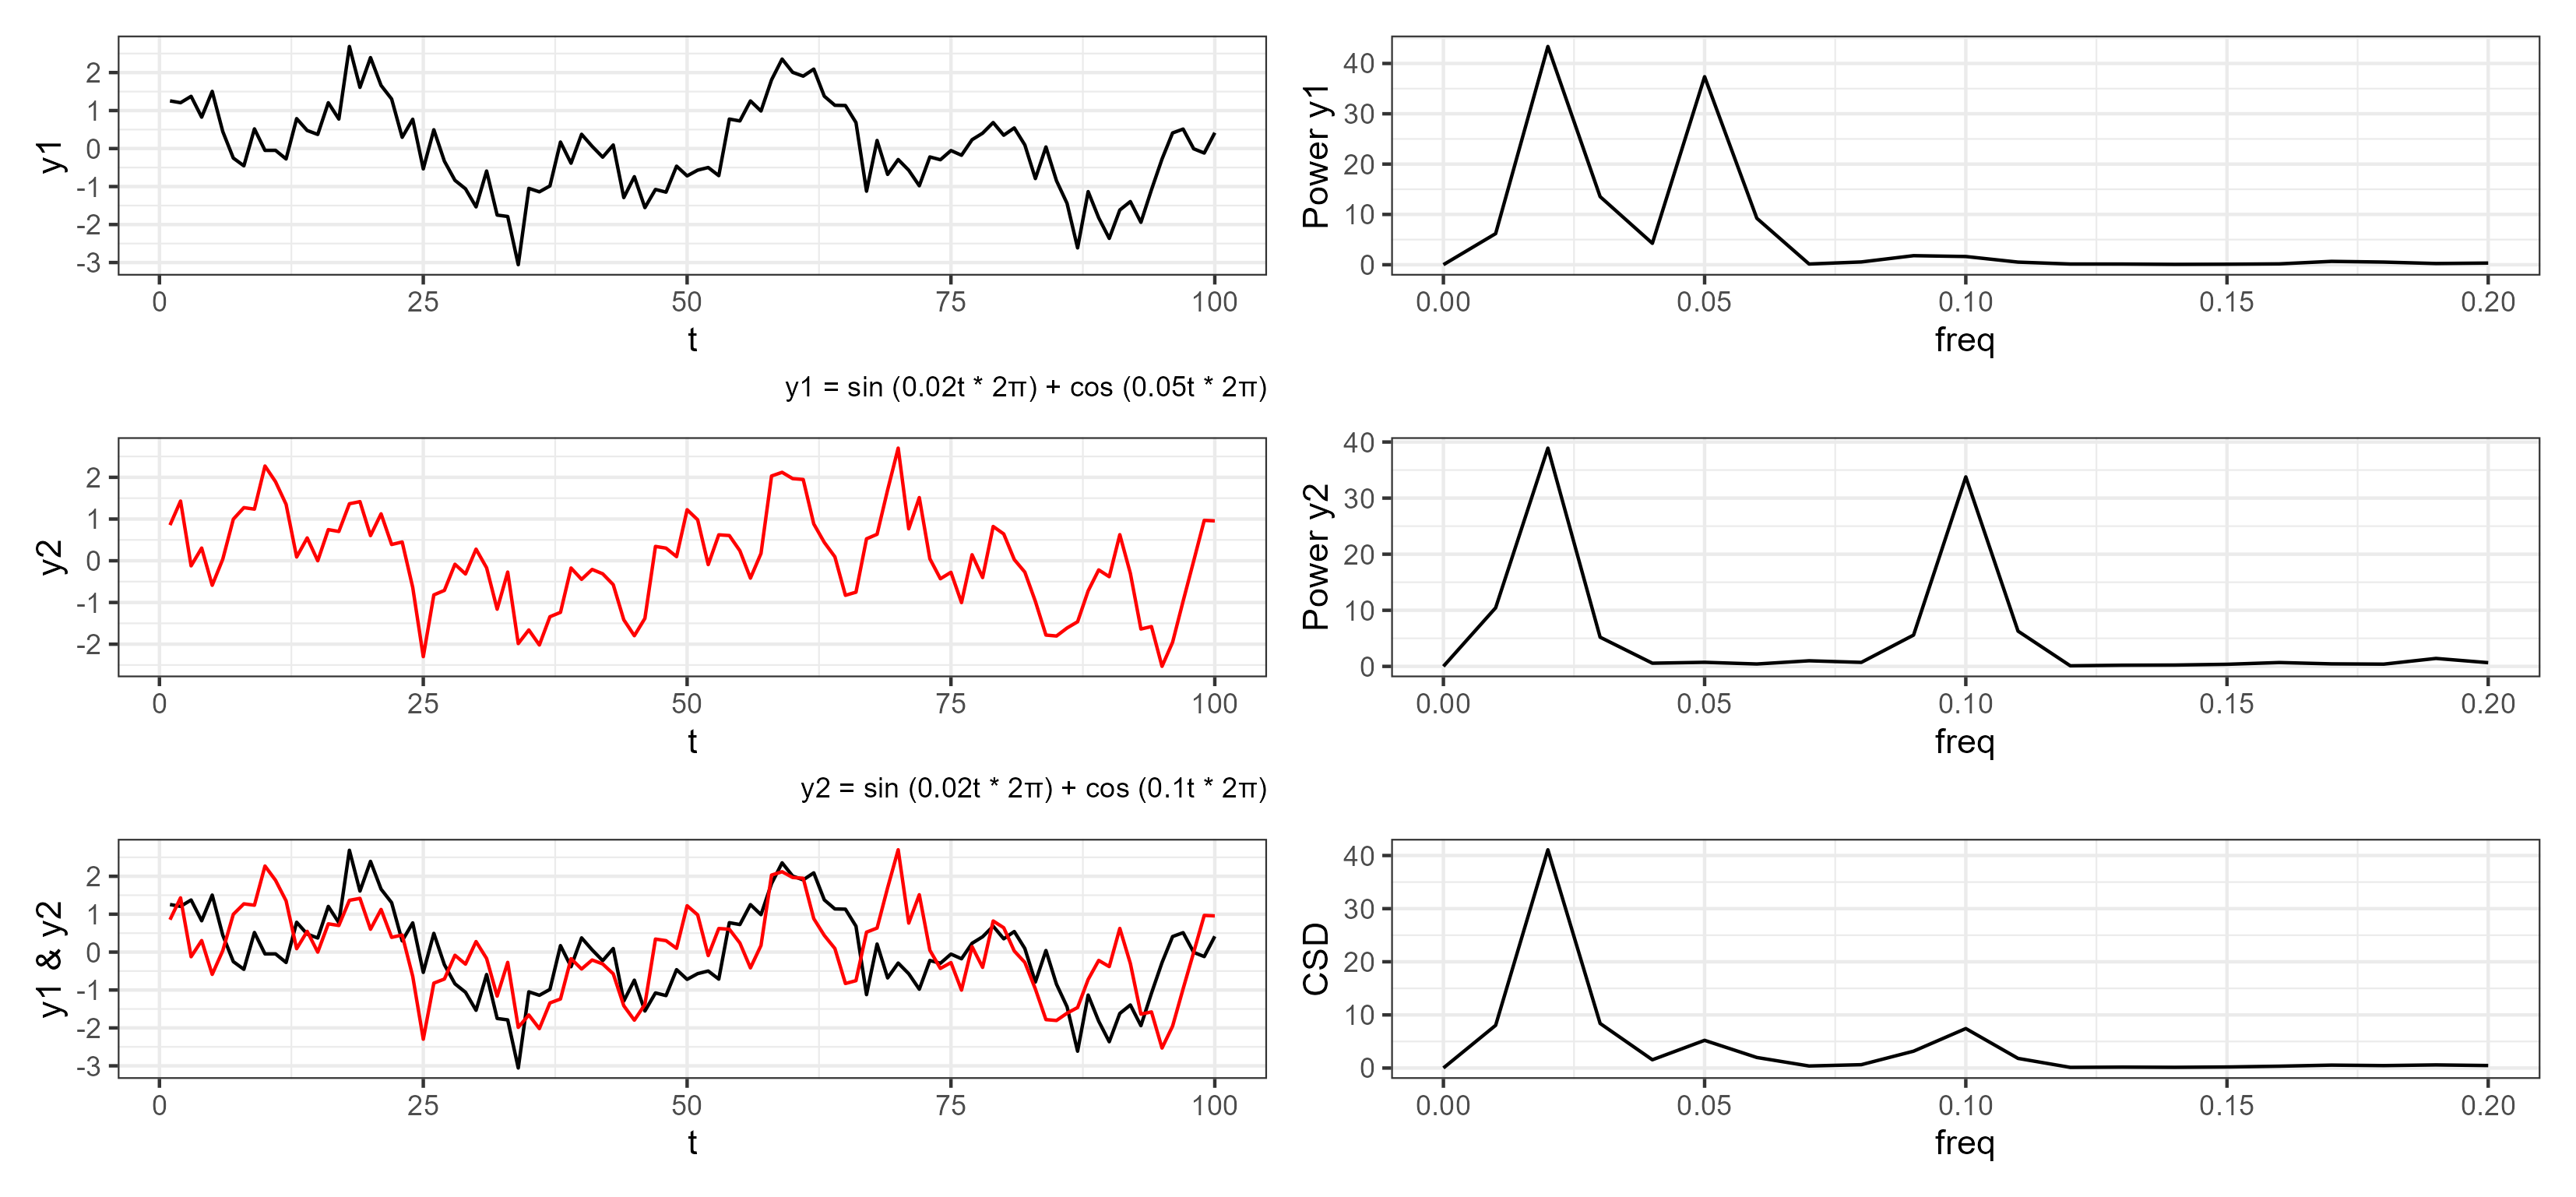 y1
2
1
0
-1
-2
-3
0 25 50 75 100
t
y1 = sin (0.02t * 2π) + cos (0.05t * 2π)
Power y1
40
30
20
10
0
0.00 0.05 0.10 0.15 0.20
freq
y2
2
1
0
-1
-2
0 25 50 75 100
t
y2 = sin (0.02t * 2π) + cos (0.1t * 2π)
Power y2
40
30
20
10
0
0.00 0.05 0.10 0.15 0.20
freq
y1 & y2
2
1
0
-1
-2
-3
0 25 50 75 100
t
CSD
40
30
20
10
0
0.00 0.05 0.10 0.15 0.20
freq